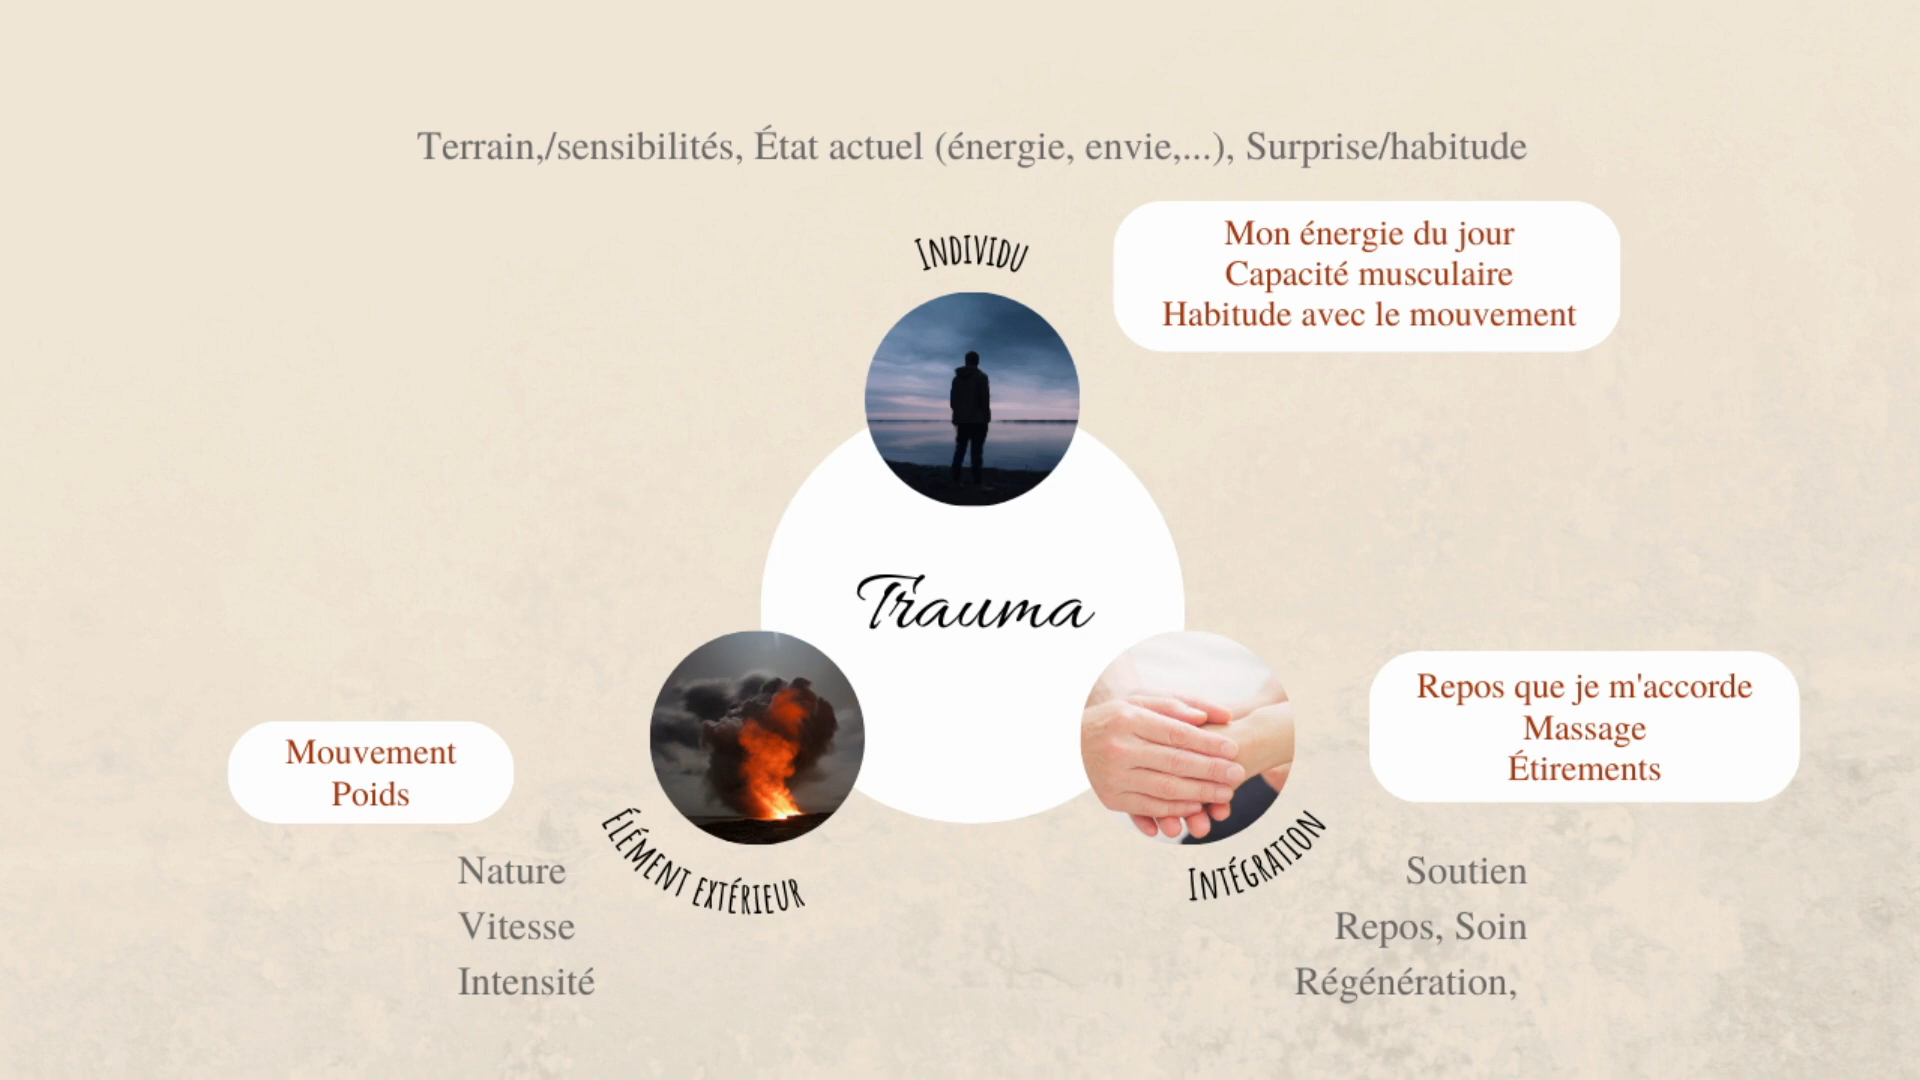 Terrain,/sensibilités, État actuel (énergie, envie,...), Surprise/habitude
Individu
Mon énergie du jour
Capacité musculaire
Habitude avec le mouvement
Trauma
Mouvement
Poids
Élément extérieur
Nature
Vitesse
Intensité
Repos que je m'accorde
Massage
Étirements
Intégration
Soutien
Repos, Soin
Régénération,